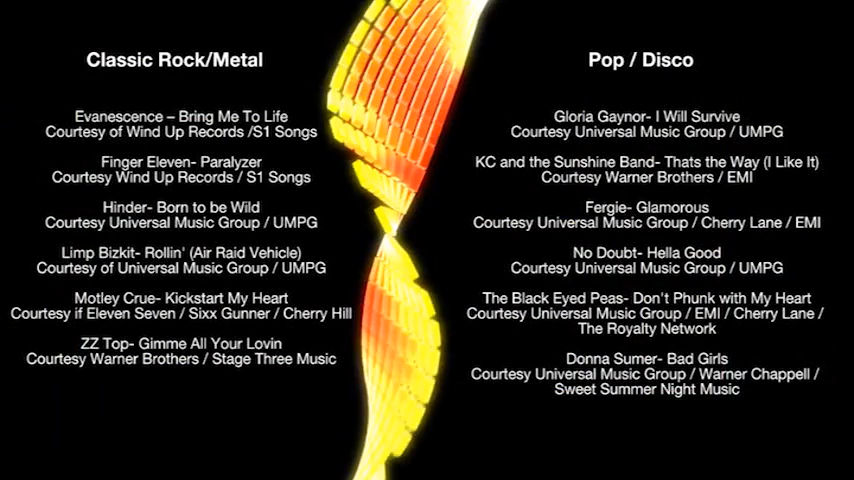 Classic Rock/Metal
Evanescence – Bring Me To Life
Courtesy of Wind Up Records /S1 Songs
Finger Eleven- Paralyzer
Courtesy Wind Up Records / S1 Songs
Hinder- Born to be Wild
Courtesy Universal Music Group / UMPG
Limp Bizkit- Rollin' (Air Raid Vehicle)
Courtesy of Universal Music Group / UMPG
Motley Crue- Kickstart My Heart
Courtesy if Eleven Seven / Sixx Gunner / Cherry Hill
ZZ Top- Gimme All Your Lovin
Courtesy Warner Brothers / Stage Three Music
Pop / Disco
Gloria Gaynor- I Will Survive
Courtesy Universal Music Group / UMPG
KC and the Sunshine Band- Thats the Way (I Like It)
Courtesy Warner Brothers / EMI
Fergie- Glamorous
Courtesy Universal Music Group / Cherry Lane / EMI
No Doubt- Hella Good
Courtesy Universal Music Group / UMPG
The Black Eyed Peas- Don't Phunk with My Heart
Courtesy Universal Music Group / EMI / Cherry Lane /
The Royalty Network
Donna Sumer- Bad Girls
Courtesy Universal Music Group / Warner Chappell /
Sweet Summer Night Music